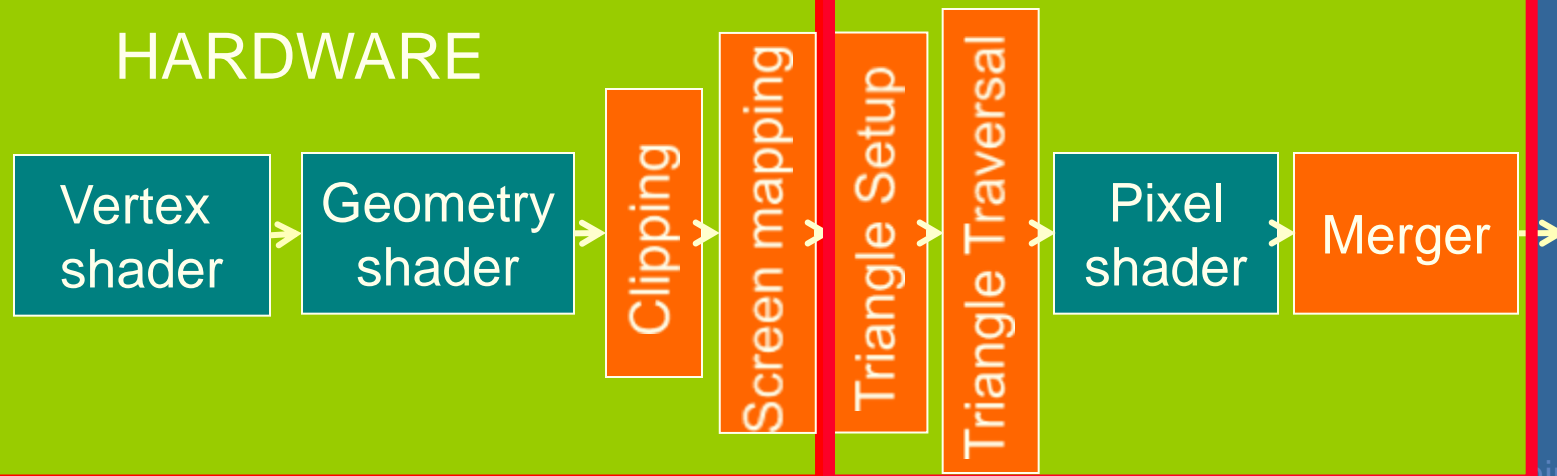 HARDWARE
Vertex
shader
Geometry
shader
Clipping
Screen mapping
Triangle Setup
Triangle Traversal
Pixel
shader
Merger